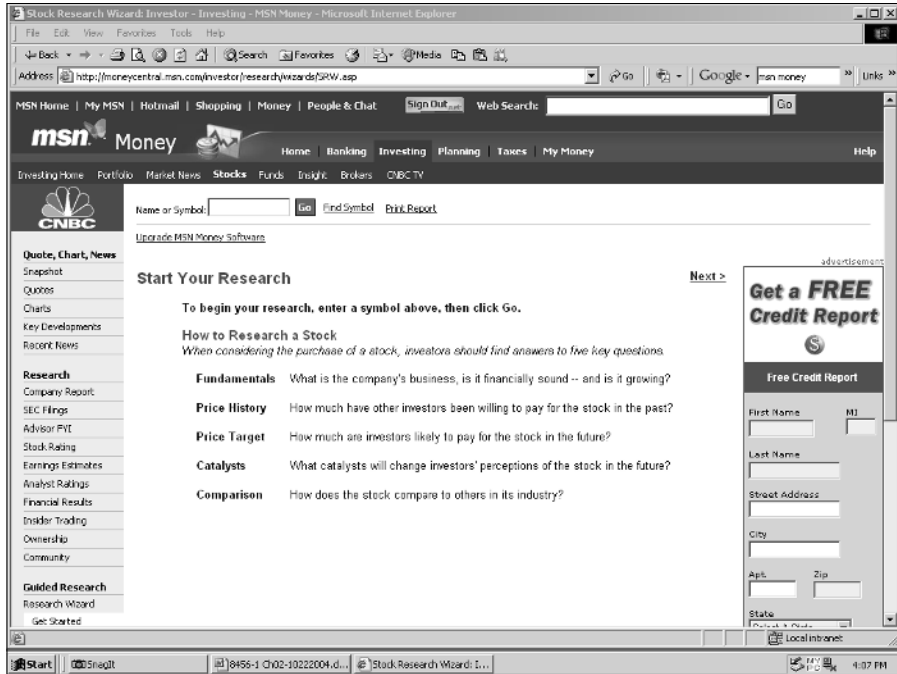 Stock Research Wizard: Investor - Investing - MSN Money - Microsoft Internet Explorer
File Edit View Favorites Tools Help
Back Search Favorites Media
Address http://moneycentral.msn.com/investor/research/wizards/SRW.asp Go Google msn money Links »
MSN Home | My MSN | Hotmail | Shopping | Money | People & Chat Sign Out Web Search: Go
msn Money
Home Banking Investing Planning Taxes My Money Help
Investing Home Portfolio Market News Stocks Funds Insight Brokers CNBC TV
CNBC
Name or Symbol: Go Find Symbol Print Report
Upgrade MSN Money Software
Quote, Chart, News
Snapshot
Quotes
Charts
Key Developments
Recent News
Research
Company Report
SEC Filings
Advisor FYI
Stock Rating
Earnings Estimates
Analyst Ratings
Financial Results
Insider Trading
Ownership
Community
Guided Research
Research Wizard
Get Started
Start Your Research Next >
To begin your research, enter a symbol above, then click Go.
How to Research a Stock
When considering the purchase of a stock, investors should find answers to five key questions.
Fundamentals What is the company's business, is it financially sound -- and is it growing?
Price History How much have other investors been willing to pay for the stock in the past?
Price Target How much are investors likely to pay for the stock in the future?
Catalysts What catalysts will change investors' perceptions of the stock in the future?
Comparison How does the stock compare to others in its industry?
advertisement
Get a FREE
Credit Report
Free Credit Report
First Name MI
Last Name
Street Address
City
Apt. Zip
State
Local intranet
Start SnagIt 8456-1 Ch02-10222004.d... Stock Research Wizard: I... 4:07 PM